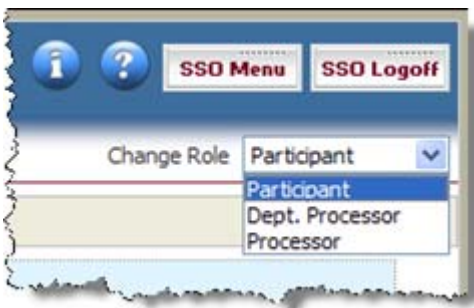 i ? SSO Menu SSO Logoff
Change Role Participant
Participant
Dept. Processor
Processor